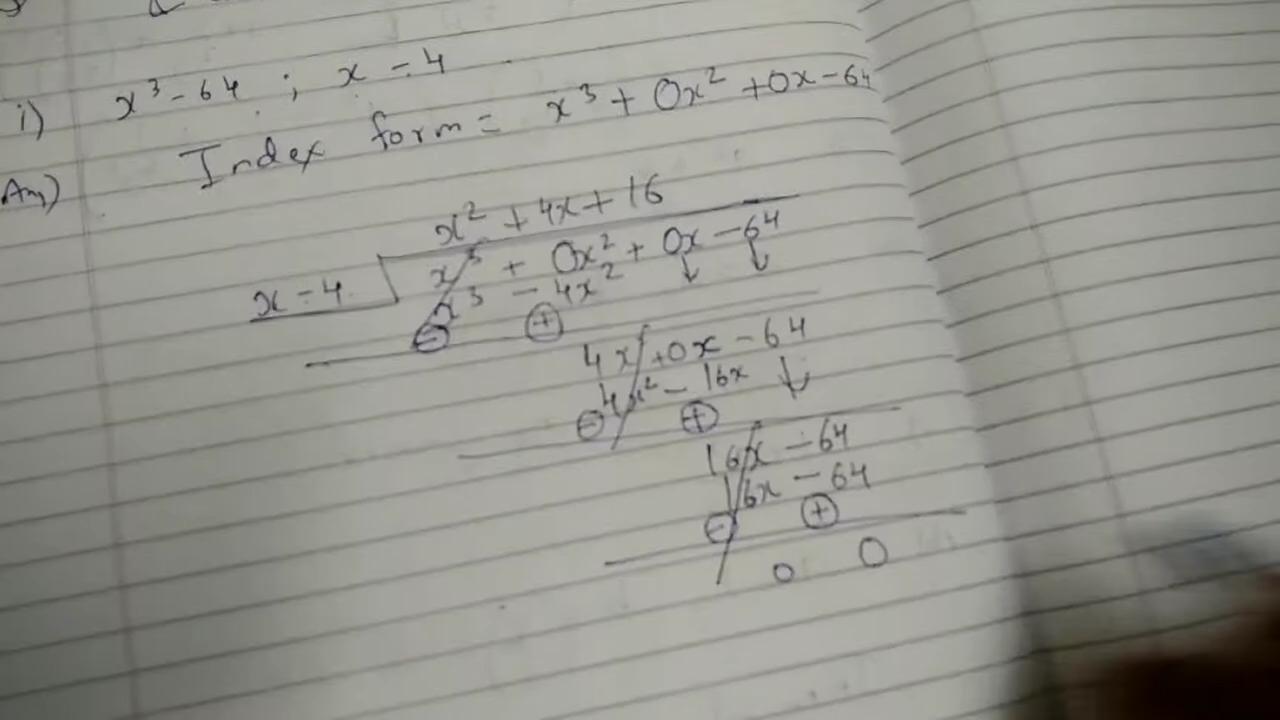 i) x³ - 64 ; x - 4
Index form = x³ + 0x² + 0x - 64
Ans)
x² + 4x + 16
x - 4 x³ + 0x² + 0x - 64
x³ - 4x²
- +
4x + 0x - 64
4x² - 16x
- +
16x - 64
16x - 64
- +
0 0